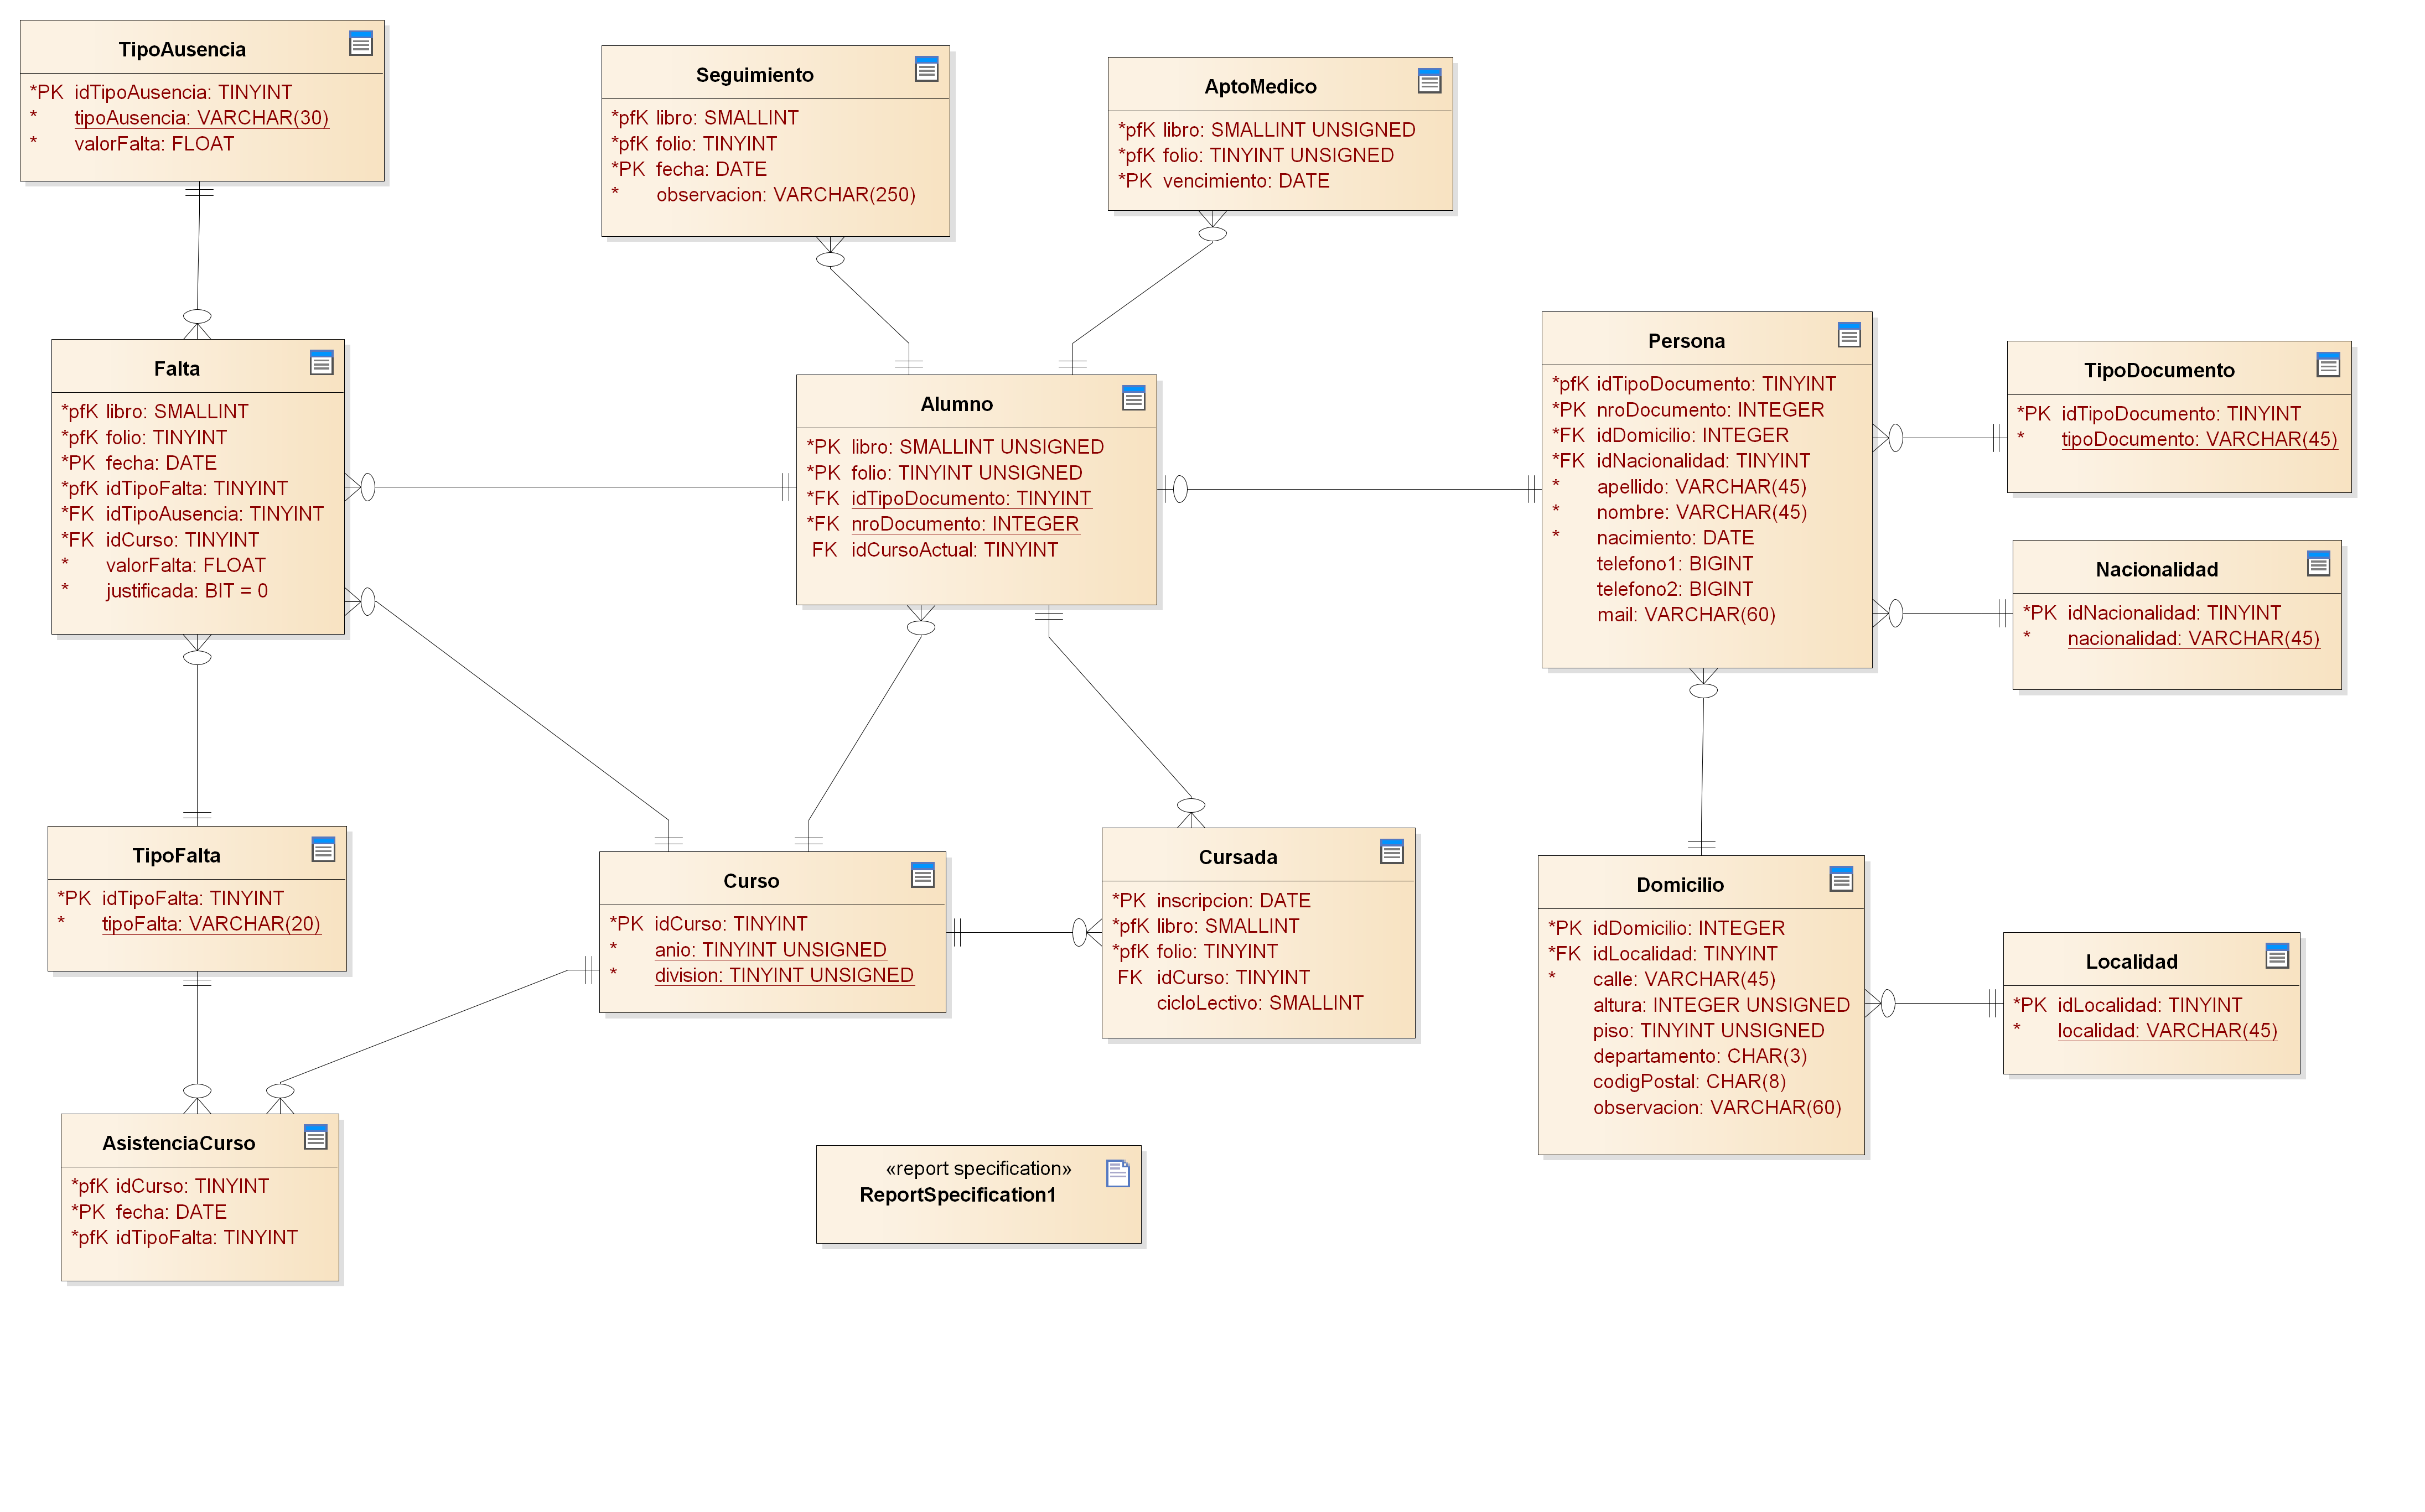 TipoAusencia
*PK idTipoAusencia: TINYINT
* tipoAusencia: VARCHAR(30)
* valorFalta: FLOAT
Seguimiento
*pfK libro: SMALLINT
*pfK folio: TINYINT
*PK fecha: DATE
* observacion: VARCHAR(250)
AptoMedico
*pfK libro: SMALLINT UNSIGNED
*pfK folio: TINYINT UNSIGNED
*PK vencimiento: DATE
Falta
*pfK libro: SMALLINT
*pfK folio: TINYINT
*PK fecha: DATE
*pfK idTipoFalta: TINYINT
*FK idTipoAusencia: TINYINT
*FK idCurso: TINYINT
* valorFalta: FLOAT
* justificada: BIT = 0
Alumno
*PK libro: SMALLINT UNSIGNED
*PK folio: TINYINT UNSIGNED
*FK idTipoDocumento: TINYINT
*FK nroDocumento: INTEGER
FK idCursoActual: TINYINT
Persona
*pfK idTipoDocumento: TINYINT
*PK nroDocumento: INTEGER
*FK idDomicilio: INTEGER
*FK idNacionalidad: TINYINT
* apellido: VARCHAR(45)
* nombre: VARCHAR(45)
* nacimiento: DATE
telefono1: BIGINT
telefono2: BIGINT
mail: VARCHAR(60)
TipoDocumento
*PK idTipoDocumento: TINYINT
* tipoDocumento: VARCHAR(45)
Nacionalidad
*PK idNacionalidad: TINYINT
* nacionalidad: VARCHAR(45)
TipoFalta
*PK idTipoFalta: TINYINT
* tipoFalta: VARCHAR(20)
Curso
*PK idCurso: TINYINT
* anio: TINYINT UNSIGNED
* division: TINYINT UNSIGNED
Cursada
*PK inscripcion: DATE
*pfK libro: SMALLINT
*pfK folio: TINYINT
FK idCurso: TINYINT
cicloLectivo: SMALLINT
Domicilio
*PK idDomicilio: INTEGER
*FK idLocalidad: TINYINT
* calle: VARCHAR(45)
altura: INTEGER UNSIGNED
piso: TINYINT UNSIGNED
departamento: CHAR(3)
codigPostal: CHAR(8)
observacion: VARCHAR(60)
Localidad
*PK idLocalidad: TINYINT
* localidad: VARCHAR(45)
AsistenciaCurso
*pfK idCurso: TINYINT
*PK fecha: DATE
*pfK idTipoFalta: TINYINT
«report specification»
ReportSpecification1